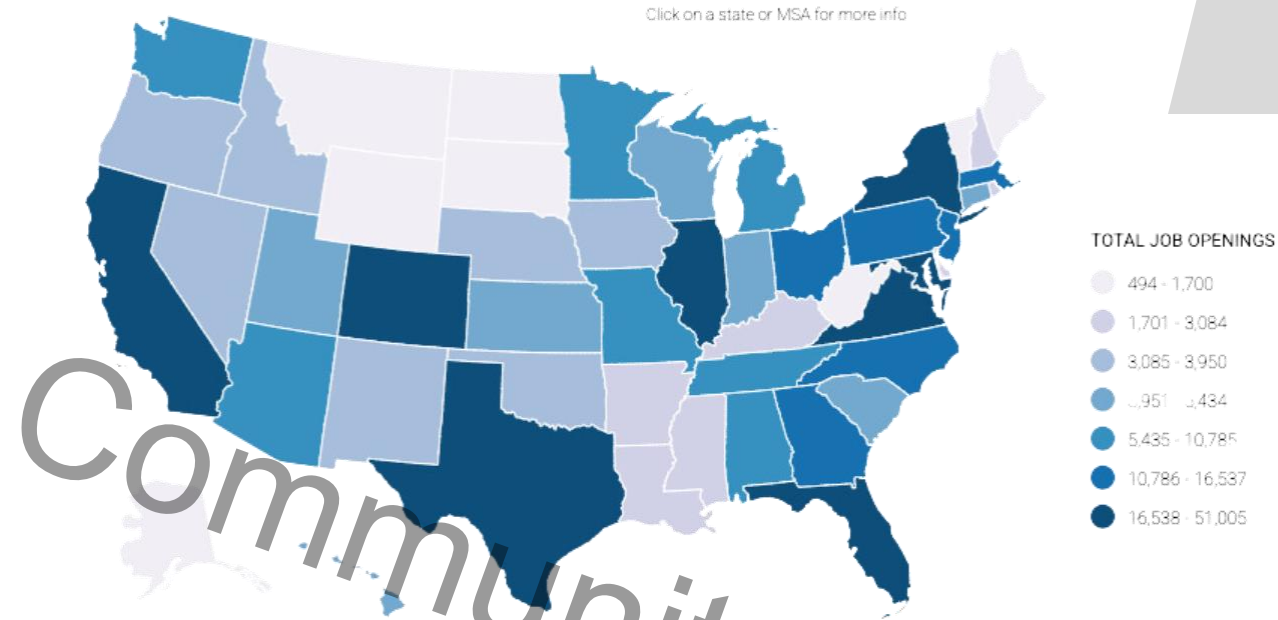 Click on a state or MSA for more info
TOTAL JOB OPENINGS
494 - 1,700
1,701 - 3,084
3,085 - 3,950
5,435 - 10,785
10,786 - 16,537
16,538 - 51,005
Communit